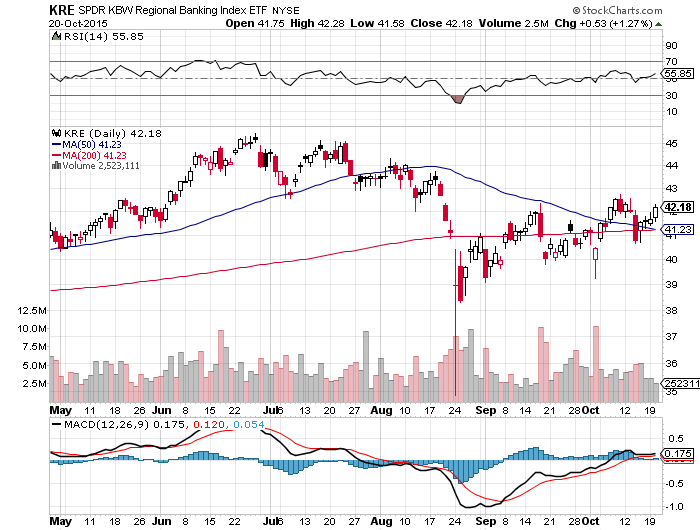 KRE SPDR KBW Regional Banking Index ETF NYSE
© StockCharts.com
20-Oct-2015 Open 41.75 High 42.28 Low 41.58 Close 42.18 Volume 2.5M Chg +0.53 (+1.27%)
RSI(14) 55.85
90
70
55.85
30
10
KRE (Daily) 42.18
MA(50) 41.23
MA(200) 41.23
Volume 2,523,111
45
44
43
42.18
41.23
40
39
38
37
36
35
12.5M
10.0M
7.5M
5.0M
2.5M
252311
May 11 18 26 Jun 8 15 22 Jul 6 13 20 27 Aug 10 17 24 Sep 8 14 21 28 Oct 12 19
MACD(12,26,9) 0.175, 0.120, 0.054
0.5
0.175
-0.5
-1.0
May 11 18 26 Jun 8 15 22 Jul 6 13 20 27 Aug 10 17 24 Sep 8 14 21 28 Oct 12 19